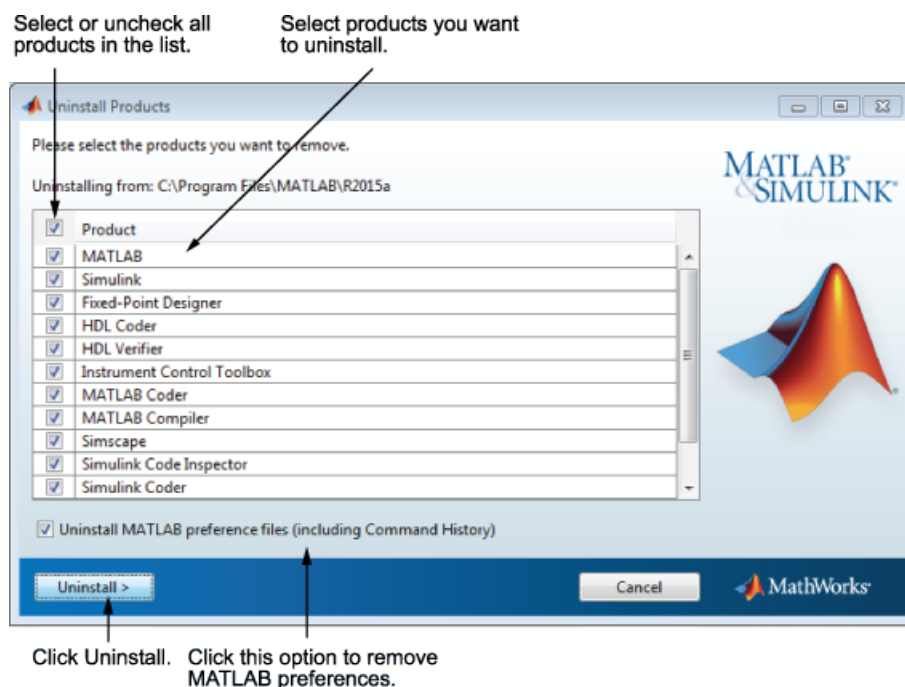 Select or uncheck all
products in the list.
Select products you want
to uninstall.
Uninstall Products
Please select the products you want to remove.
Uninstalling from: C:\Program Files\MATLAB\R2015a
MATLAB®
&SIMULINK®
Product
MATLAB
Simulink
Fixed-Point Designer
HDL Coder
HDL Verifier
Instrument Control Toolbox
MATLAB Coder
MATLAB Compiler
Simscape
Simulink Code Inspector
Simulink Coder
Uninstall MATLAB preference files (including Command History)
Uninstall >
Cancel
MathWorks®
Click Uninstall.
Click this option to remove
MATLAB preferences.